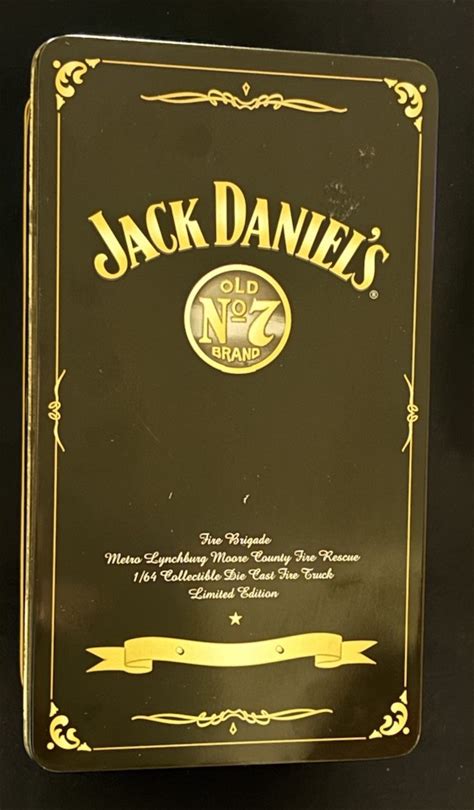 JACK DANIEL'S ®
OLD
No 7
BRAND
Fire Brigade
Metro Lynchburg Moore County Fire Rescue
1/64 Collectible Die Cast Fire Truck
Limited Edition